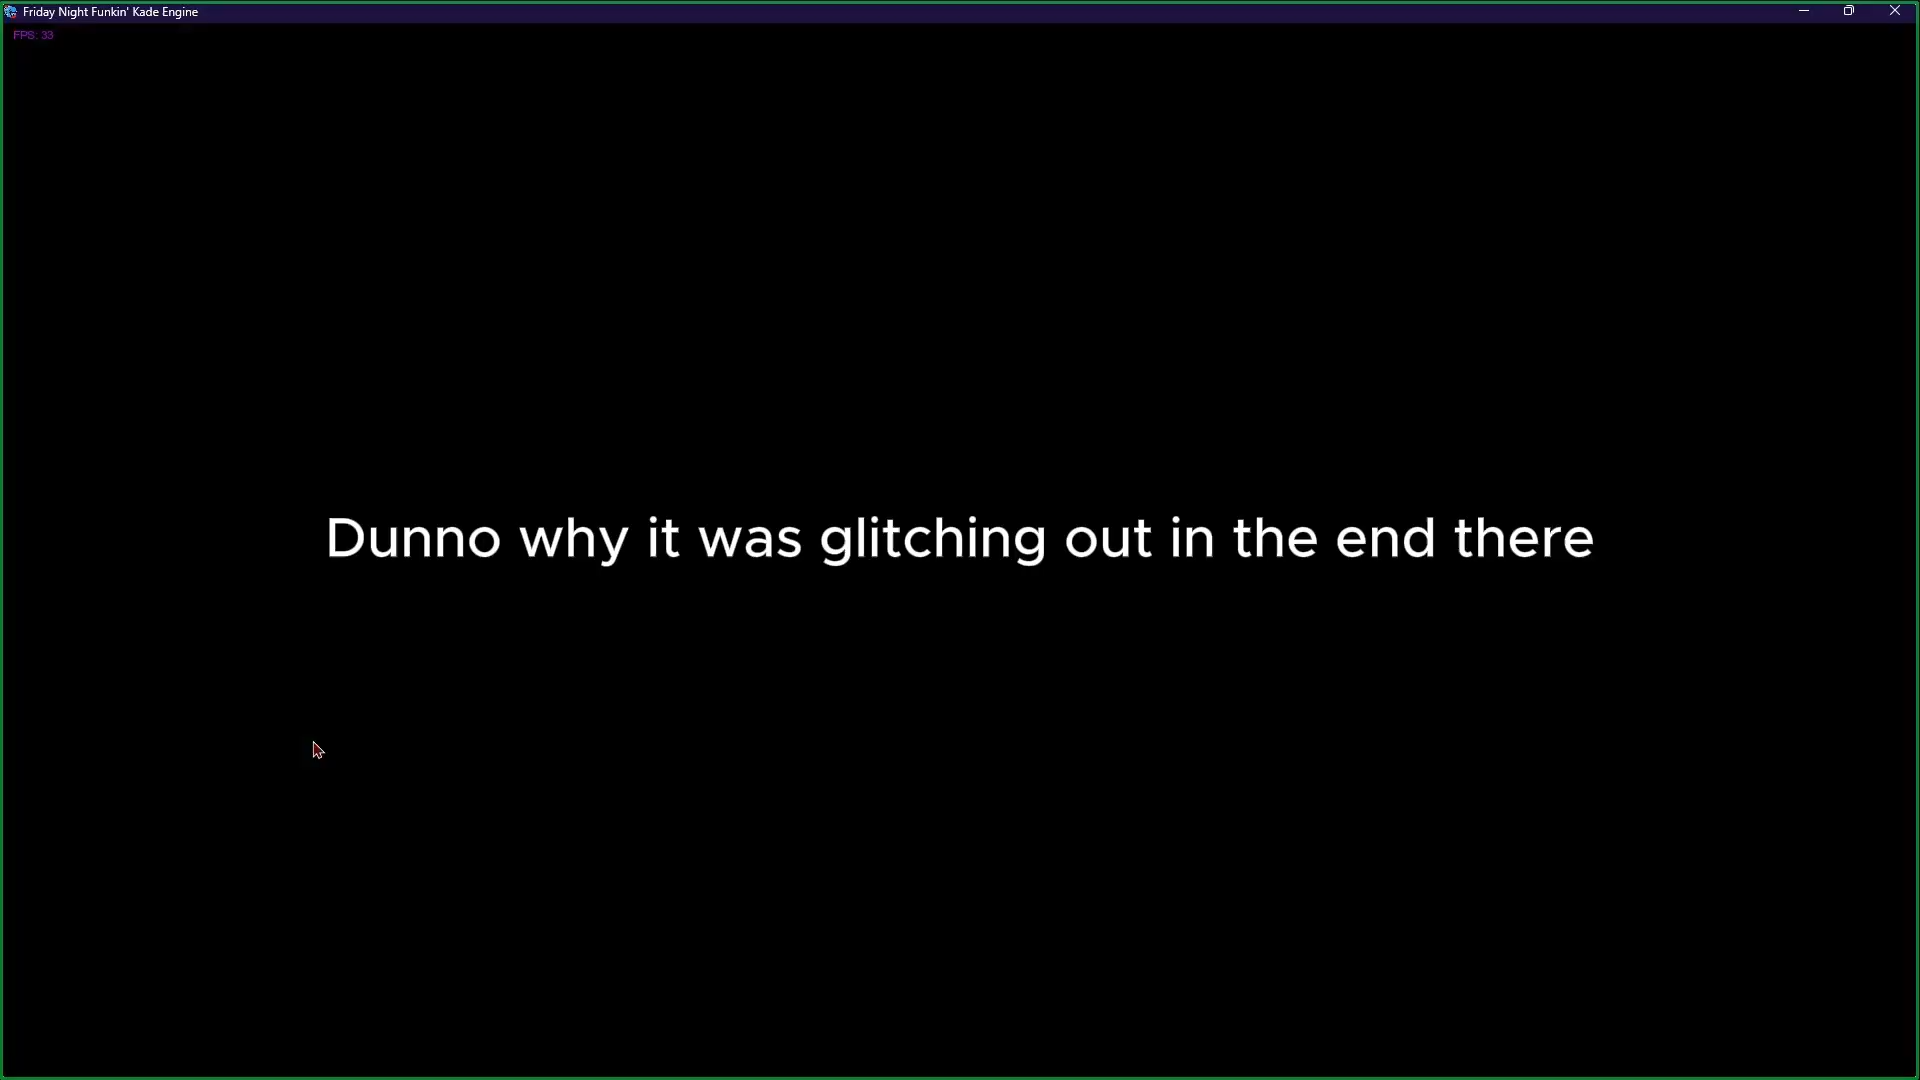 Friday Night Funkin' Kade Engine
FPS: 33
Dunno why it was glitching out in the end there